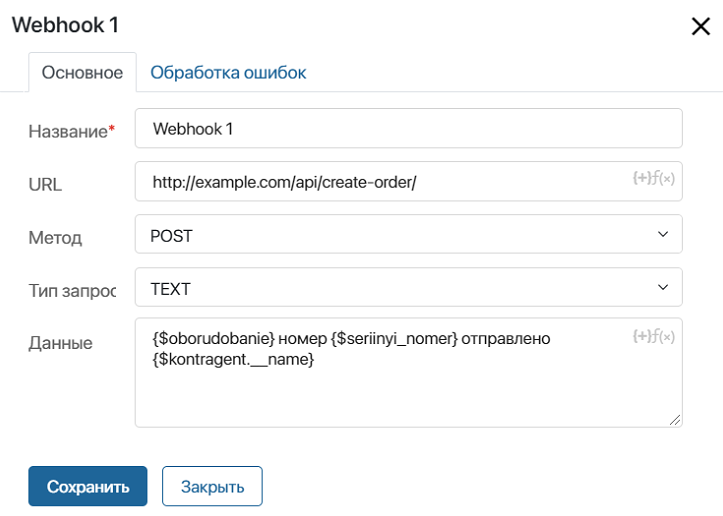 Webhook 1
Основное
Обработка ошибок
Название*
Webhook 1
URL
http://example.com/api/create-order/
{+}ƒ(x)
Метод
POST
Тип запрос
TEXT
Данные
{$oborudobanie} номер {$seriinyi_nomer} отправлено
{$kontragent.__name}
{+}ƒ(x)
Сохранить
Закрыть